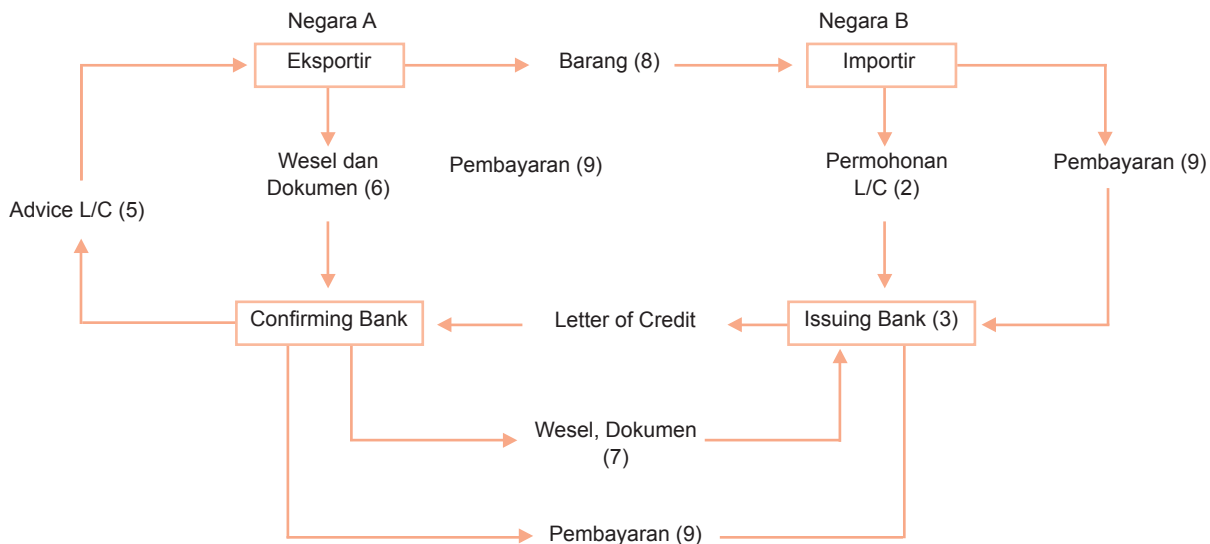 Negara A
Negara B
Eksportir
Barang (8)
Importir
Wesel dan
Dokumen (6)
Pembayaran (9)
Permohonan
L/C (2)
Pembayaran (9)
Advice L/C (5)
Confirming Bank
Letter of Credit
Issuing Bank (3)
Wesel, Dokumen
(7)
Pembayaran (9)